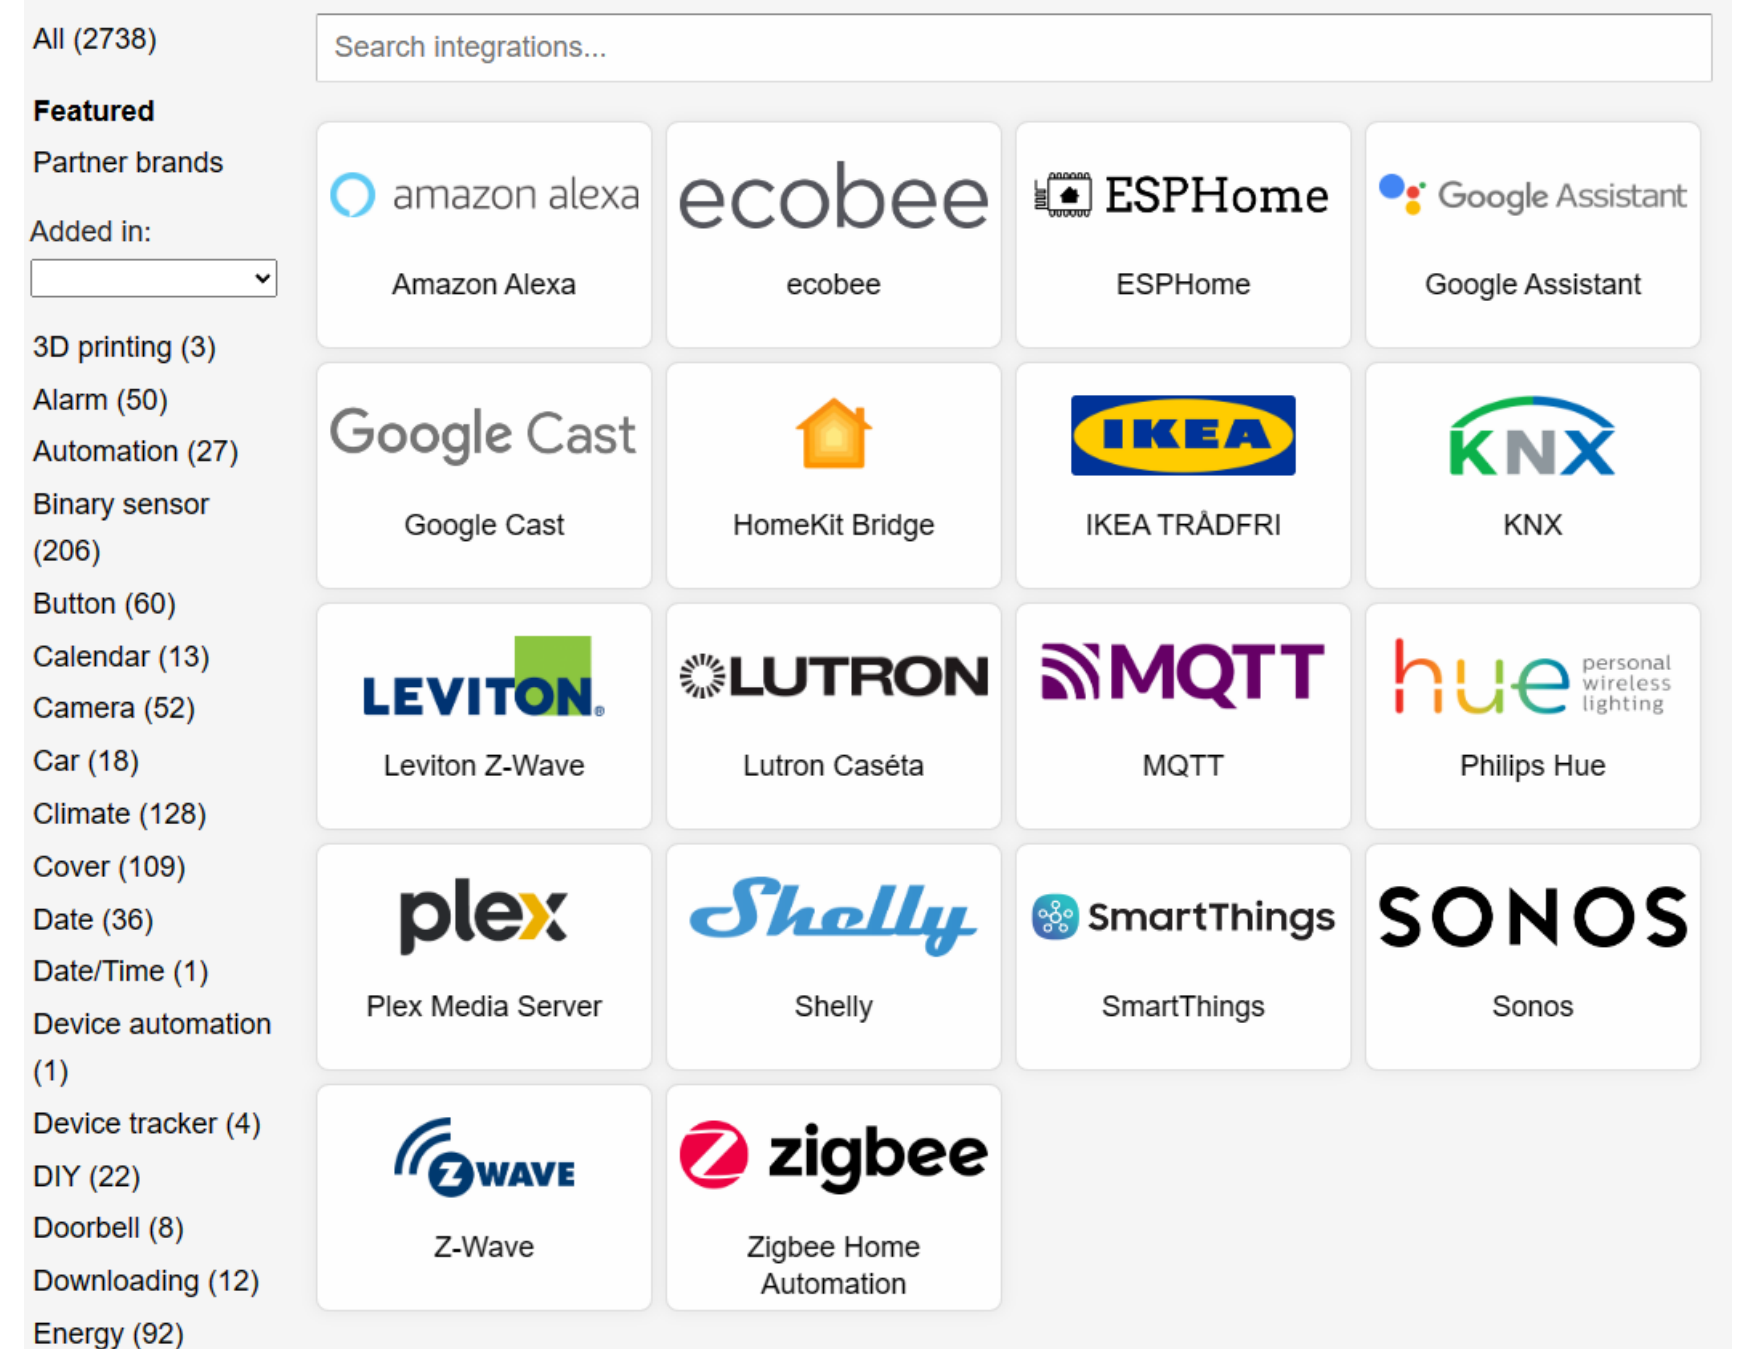 All (2738)
Featured
Partner brands
Added in:
3D printing (3)
Alarm (50)
Automation (27)
Binary sensor
(206)
Button (60)
Calendar (13)
Camera (52)
Car (18)
Climate (128)
Cover (109)
Date (36)
Date/Time (1)
Device automation
(1)
Device tracker (4)
DIY (22)
Doorbell (8)
Downloading (12)
Energy (92)
Search integrations...
amazon alexa
Amazon Alexa
ecobee
ecobee
ESPHome
ESPHome
Google Assistant
Google Assistant
Google Cast
Google Cast
HomeKit Bridge
IKEA
IKEA TRÅDFRI
KNX
KNX
LEVITON®
Leviton Z-Wave
LUTRON
Lutron Caséta
MQTT
MQTT
hue
personal
wireless
lighting
Philips Hue
plex
Plex Media Server
Shelly
Shelly
SmartThings
SmartThings
SONOS
Sonos
Z WAVE
Z-Wave
zigbee
Zigbee Home
Automation